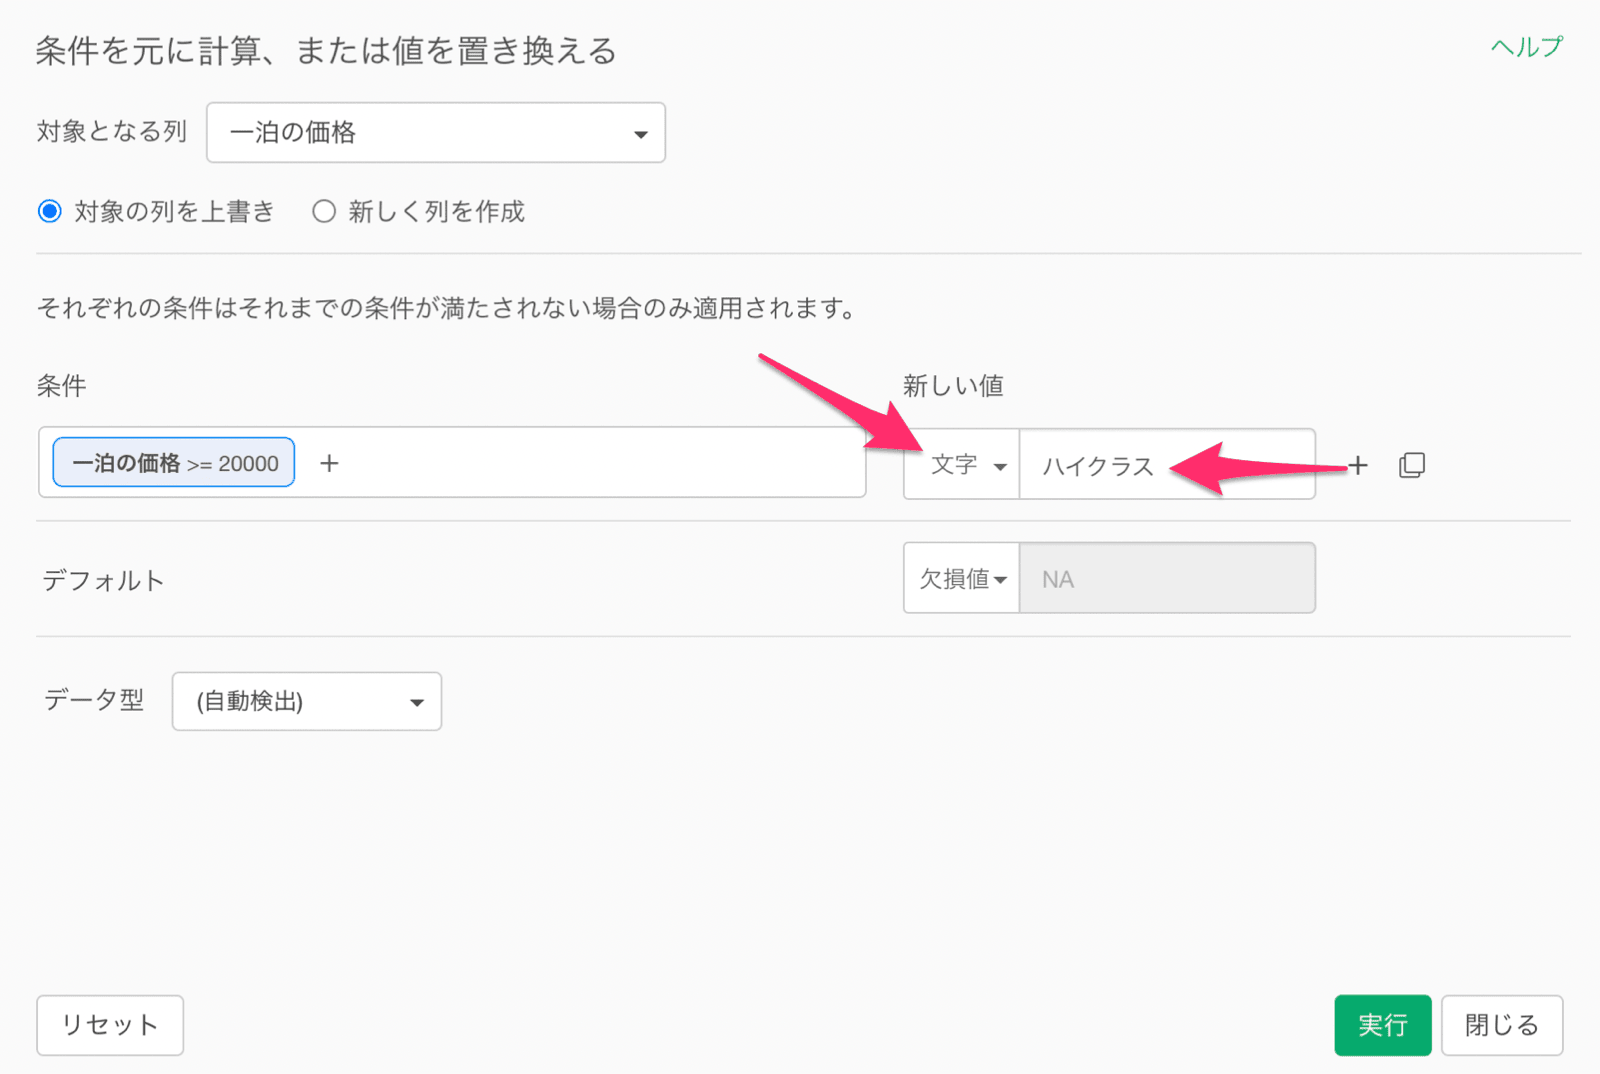 条件を元に計算、または値を置き換える
ヘルプ
対象となる列 一泊の価格
対象の列を上書き 新しく列を作成
それぞれの条件はそれまでの条件が満たされない場合のみ適用されます。
条件 新しい値
一泊の価格 >= 20000 + 文字 ハイクラス +
デフォルト 欠損値 NA
データ型 (自動検出)
リセット 実行 閉じる